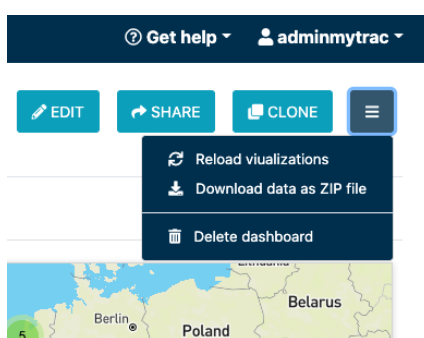 Get help adminmytrac
EDIT SHARE CLONE
Reload viualizations
Download data as ZIP file
Delete dashboard
Belarus
Berlin
Poland
5